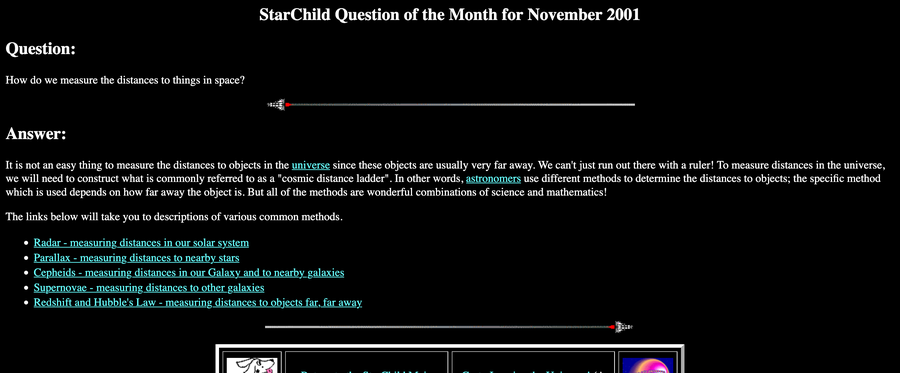 StarChild Question of the Month for November 2001
Question:
How do we measure the distances to things in space?
Answer:
It is not an easy thing to measure the distances to objects in the universe since these objects are usually very far away. We can't just run out there with a ruler! To measure distances in the universe,
we will need to construct what is commonly referred to as a "cosmic distance ladder". In other words, astronomers use different methods to determine the distances to objects; the specific method
which is used depends on how far away the object is. But all of the methods are wonderful combinations of science and mathematics!
The links below will take you to descriptions of various common methods.
• Radar - measuring distances in our solar system
• Parallax - measuring distances to nearby stars
• Cepheids - measuring distances in our Galaxy and to nearby galaxies
• Supernovae - measuring distances to other galaxies
• Redshift and Hubble's Law - measuring distances to objects far, far away